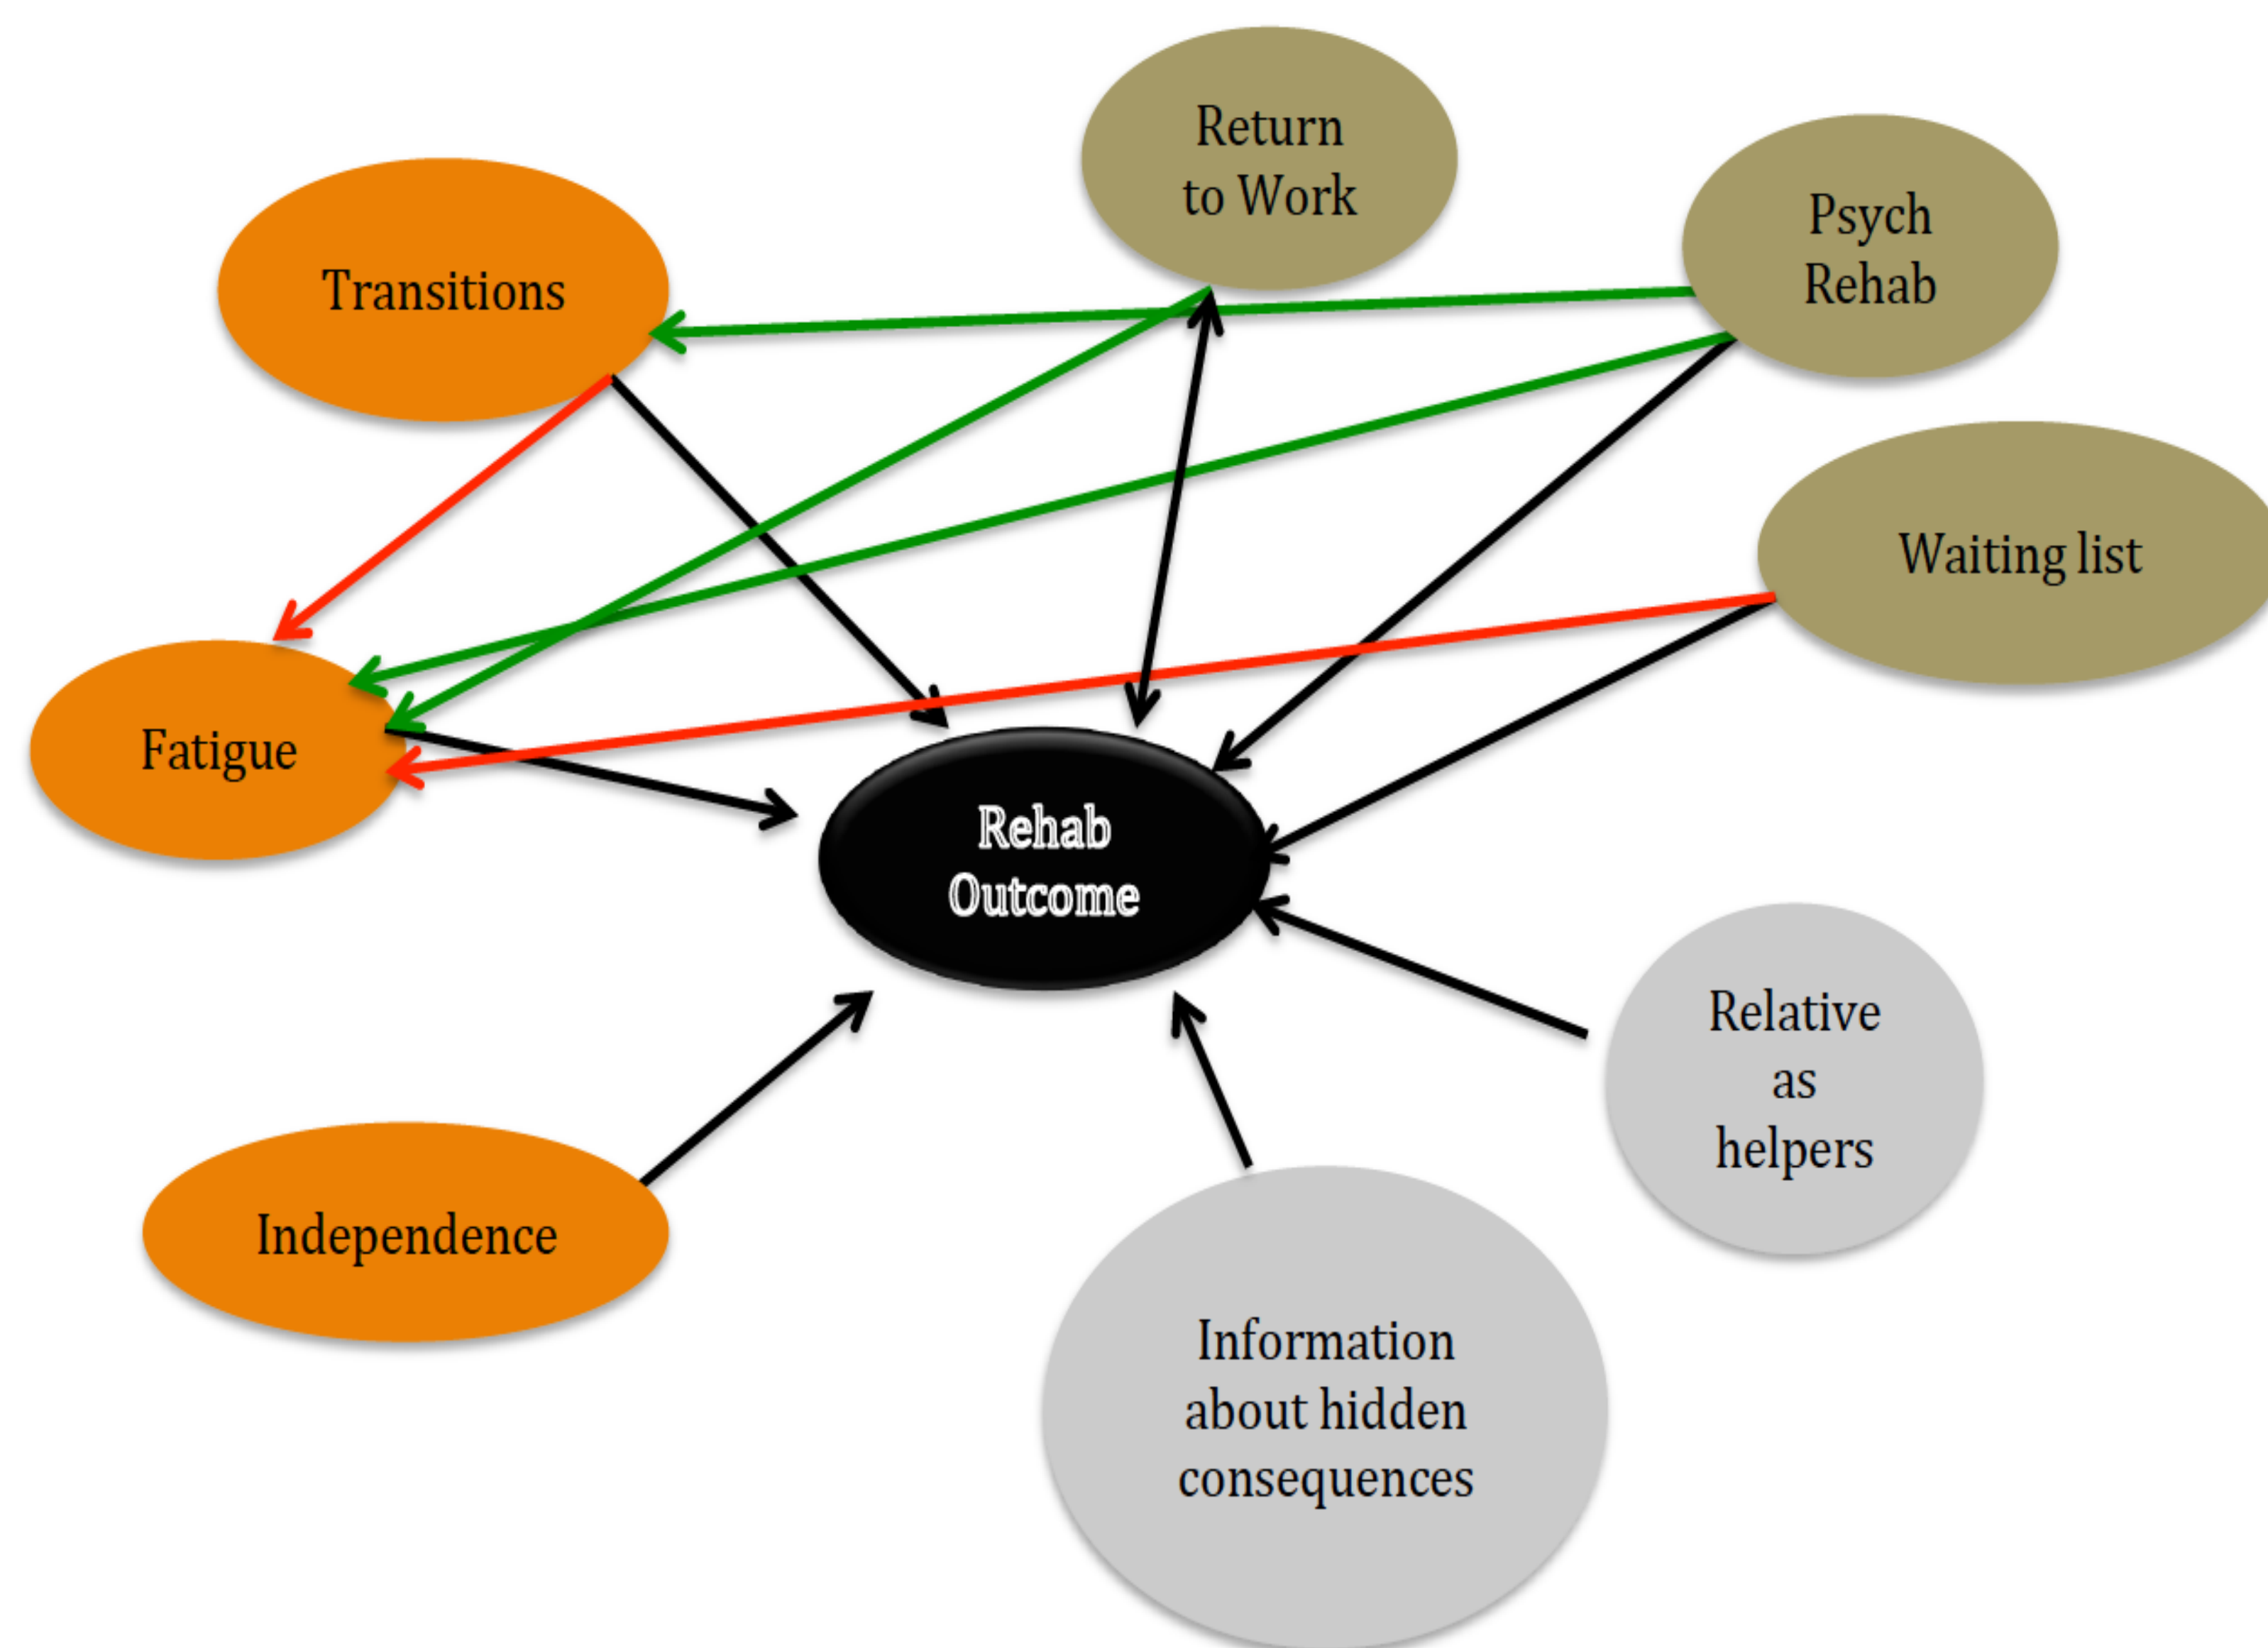 Return
to Work
Psych
Rehab
Transitions
Waiting list
Fatigue
Rehab
Outcome
Relative
as
helpers
Independence
Information
about hidden
consequences